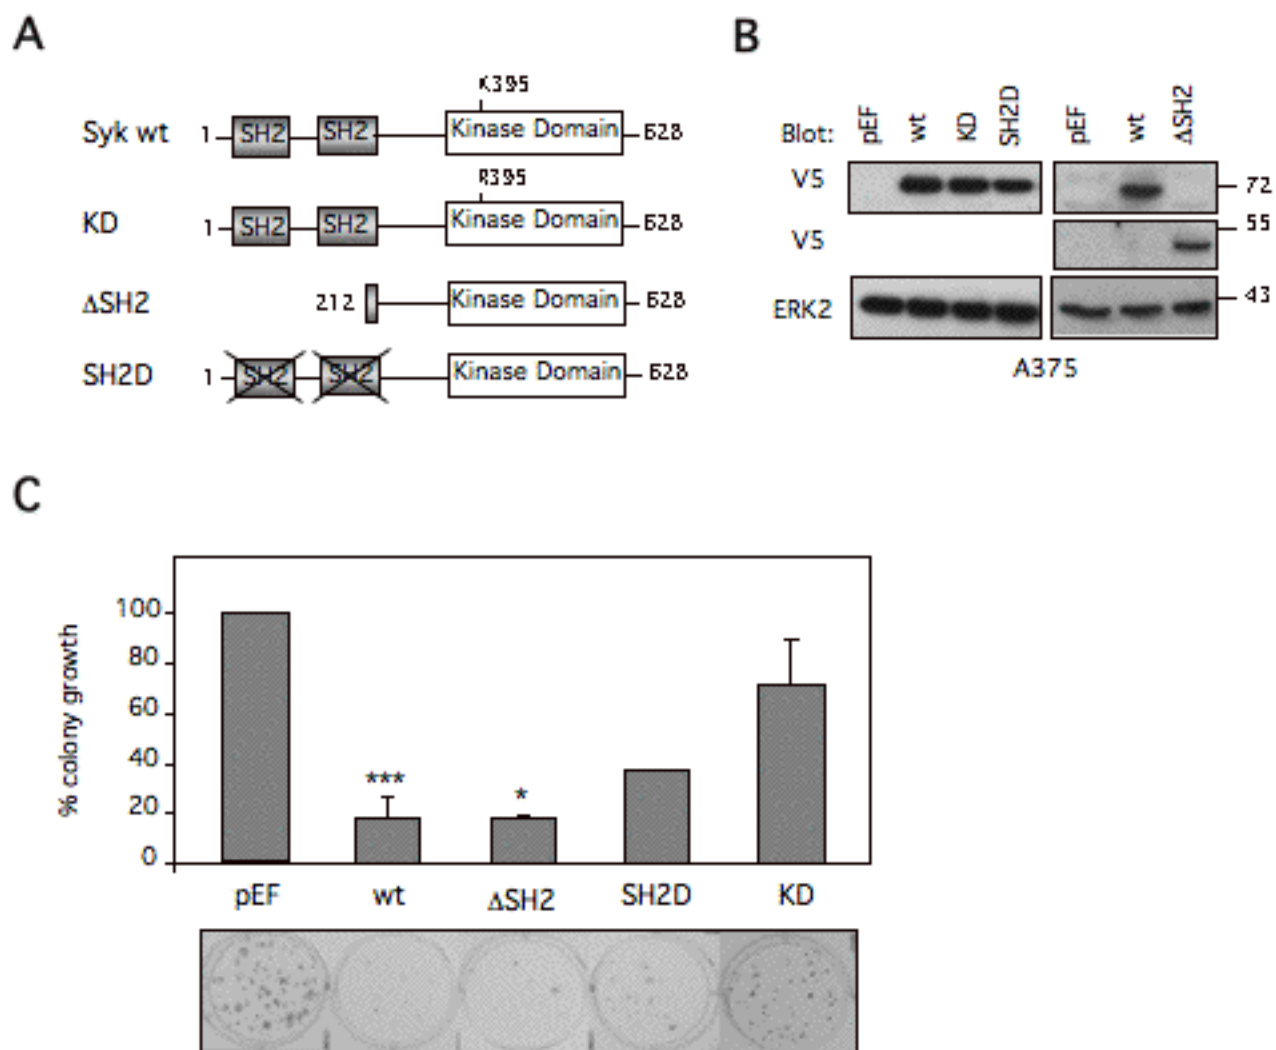 A
K395
Syk wt 1 SH2 SH2 Kinase Domain 628
R395
KD 1 SH2 SH2 Kinase Domain 628
ΔSH2 212 Kinase Domain 628
SH2D 1 SH2 SH2 Kinase Domain 628
B
Blot: pEF wt KD SH2D pEF wt ΔSH2
V5 72
V5 55
ERK2 43
A375
C
% colony growth
100
80
60
40
20
0
*** *
pEF wt ΔSH2 SH2D KD